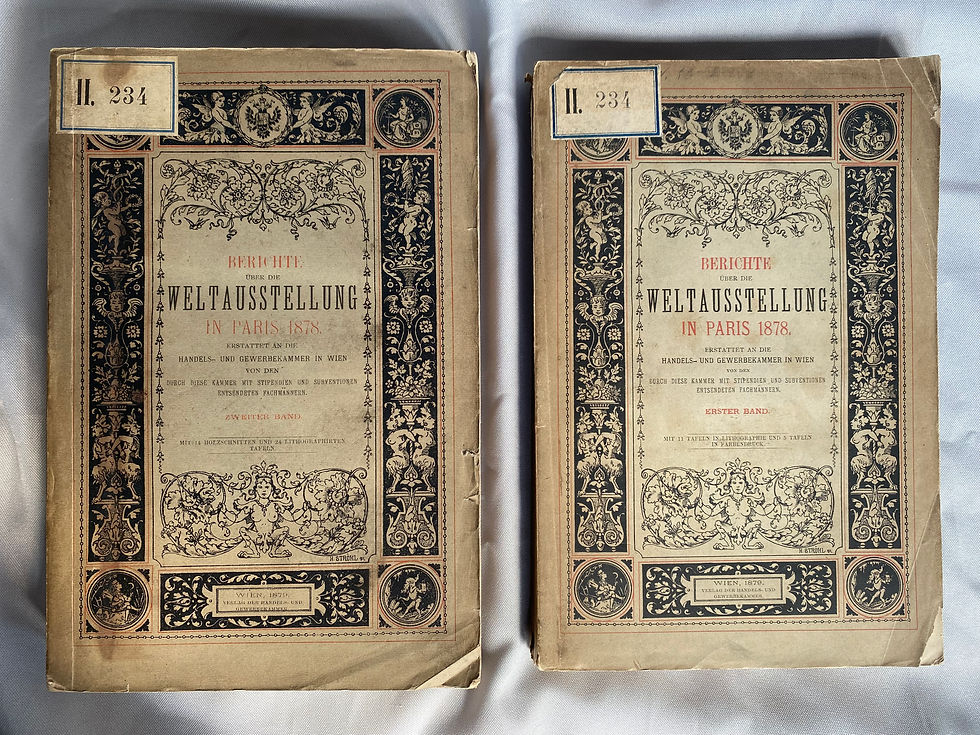 II. 234
BERICHTE
ÜBER DIE
WELTAUSSTELLUNG
IN PARIS 1878.
ERSTATTET AN DIE
HANDELS- UND GEWERBEKAMMER IN WIEN
VON DEN
DURCH DIESE KAMMER MIT STIPENDIEN UND SUBVENTIONEN
ENTSENDETEN FACHMÄNNERN.
ZWEITER BAND.
MIT 14 HOLZSCHNITTEN UND 24 LITHOGRAPHIRTEN
TAFELN.
H. STRÖHL
WIEN, 1879.
VERLAG DER HANDELS- UND
GEWERBEKAMMER.
II. 234
BERICHTE
ÜBER DIE
WELTAUSSTELLUNG
IN PARIS 1878.
ERSTATTET AN DIE
HANDELS- UND GEWERBEKAMMER IN WIEN
VON DEN
DURCH DIESE KAMMER MIT STIPENDIEN UND SUBVENTIONEN
ENTSENDETEN FACHMÄNNERN.
ERSTER BAND.
MIT 11 TAFELN IN LITHOGRAPHIE UND 5 TAFELN
IN FARBENDRUCK.
H. STRÖHL
WIEN, 1879.
VERLAG DER HANDELS- UND
GEWERBEKAMMER.